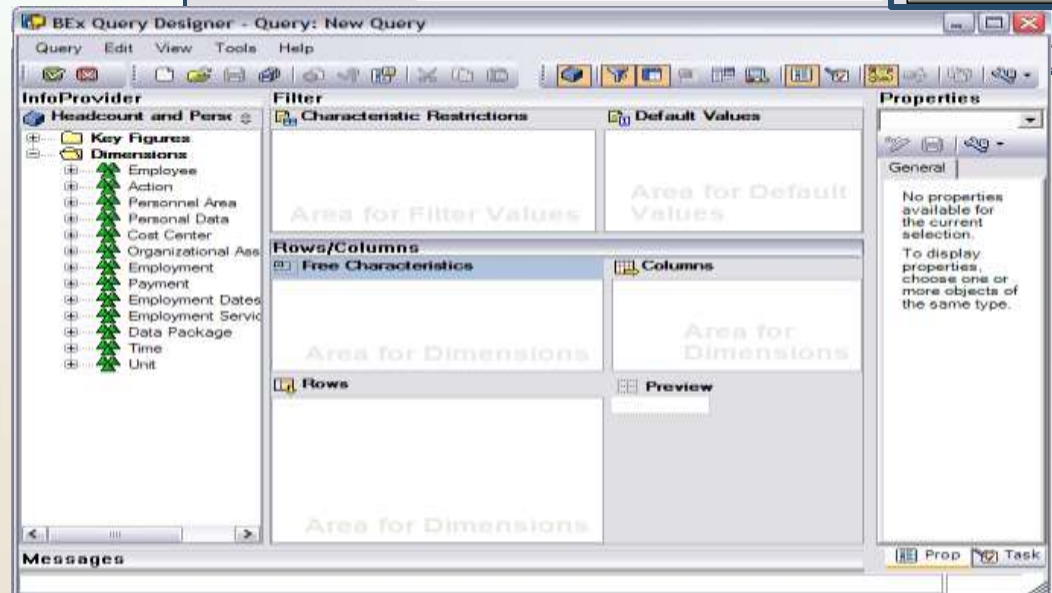 BEx Query Designer - Query: New Query
Query Edit View Tools Help
InfoProvider
Headcount and Perso
Key Figures
Dimensions
Employee
Action
Personnel Area
Personal Data
Cost Center
Organizational Ass
Employment
Payment
Employment Dates
Employment Servic
Data Package
Time
Unit
Filter
Characteristic Restrictions
Area for Filter Values
Default Values
Area for Default
Values
Rows/Columns
Free Characteristics
Area for Dimensions
Columns
Area for
Dimensions
Rows
Area for Dimensions
Preview
Properties
General
No properties
available for
the current
selection.
To display
properties,
choose one or
more objects of
the same type.
Prop Task
Messages